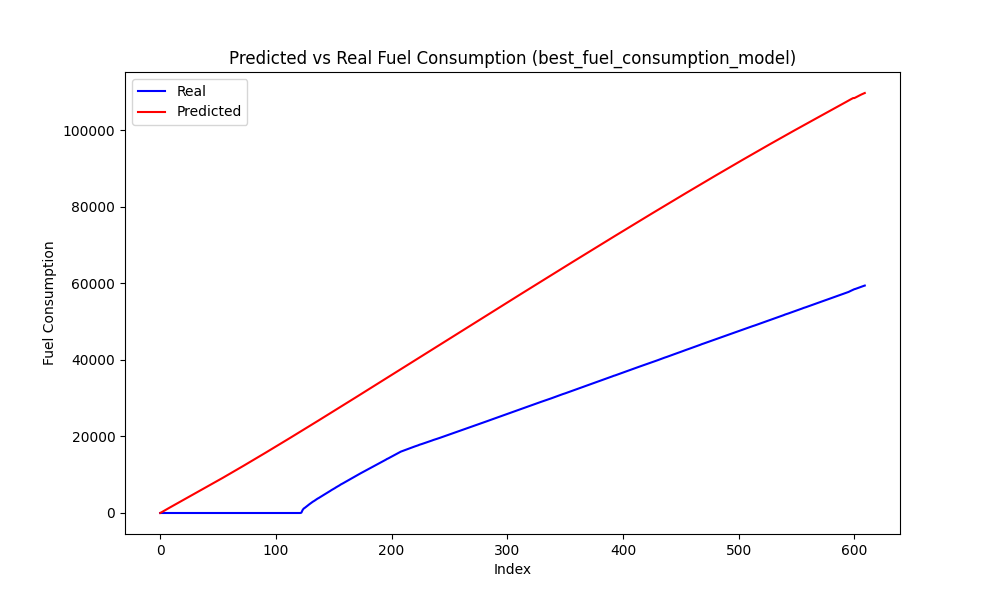 Predicted vs Real Fuel Consumption (best_fuel_consumption_model)
Real
Predicted
100000
80000
60000
40000
20000
0
Fuel Consumption
0 100 200 300 400 500 600
Index